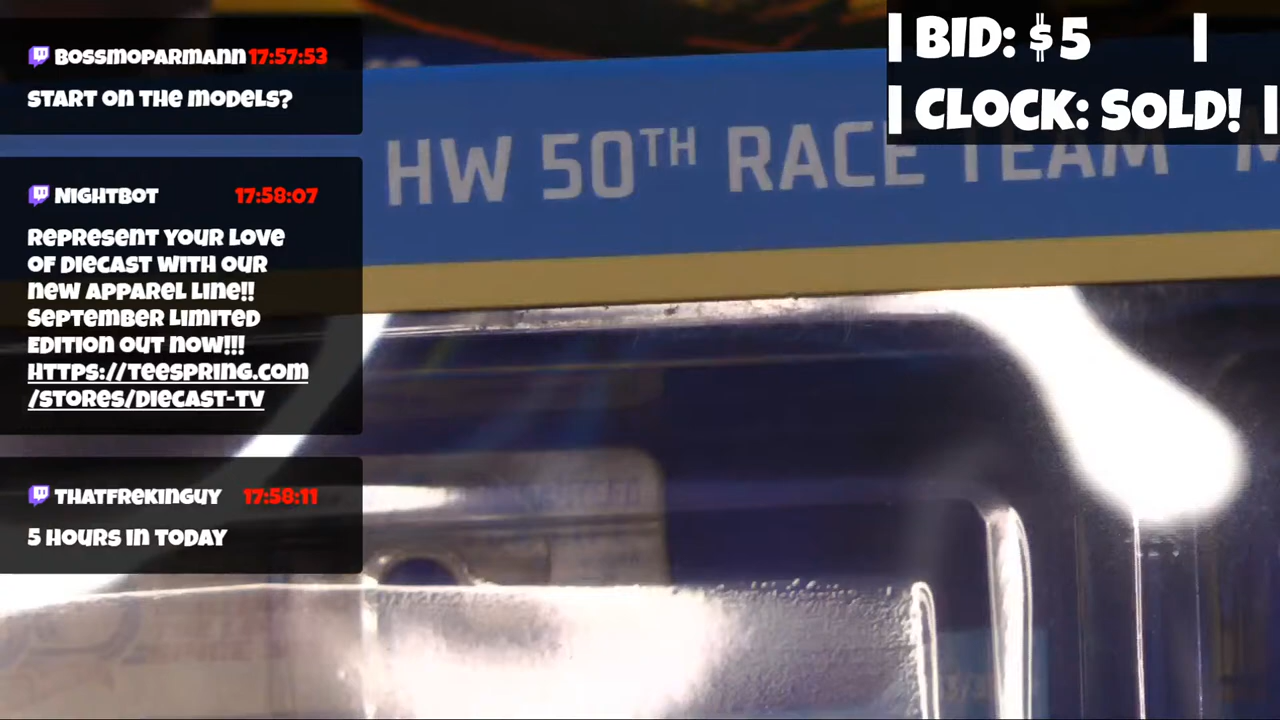 BOSSMOPARMANN 17:57:53
START ON THE MODELS?
NIGHTBOT 17:58:07
REPRESENT YOUR LOVE
OF DIECAST WITH OUR
NEW APPAREL LINE!!
SEPTEMBER LIMITED
EDITION OUT NOW!!!
HTTPS://TEESPRING.COM
/STORES/DIECAST-TV
THATFREKINGUY 17:58:11
5 HOURS IN TODAY
| BID: $5 |
| CLOCK: SOLD! |
HW 50TH RACE TEAM